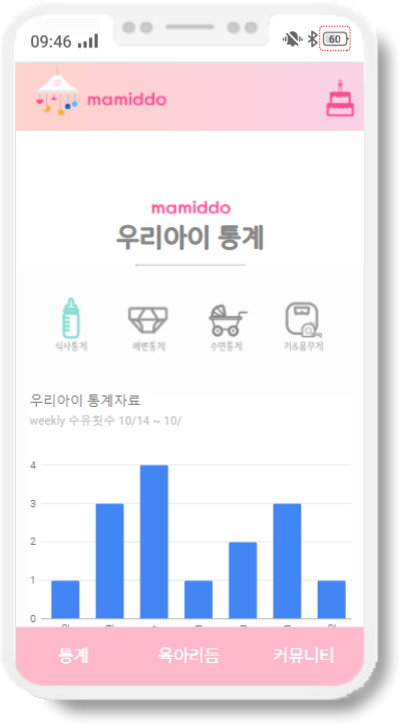 09:46
60
mamiddo
mamiddo
우리아이 통계
식사통계 배변통계 수면통계 키&몸무게
우리아이 통계자료
weekly 수유횟수 10/14 ~ 10/
4
3
2
1
0
통계 육아리듬 커뮤니티